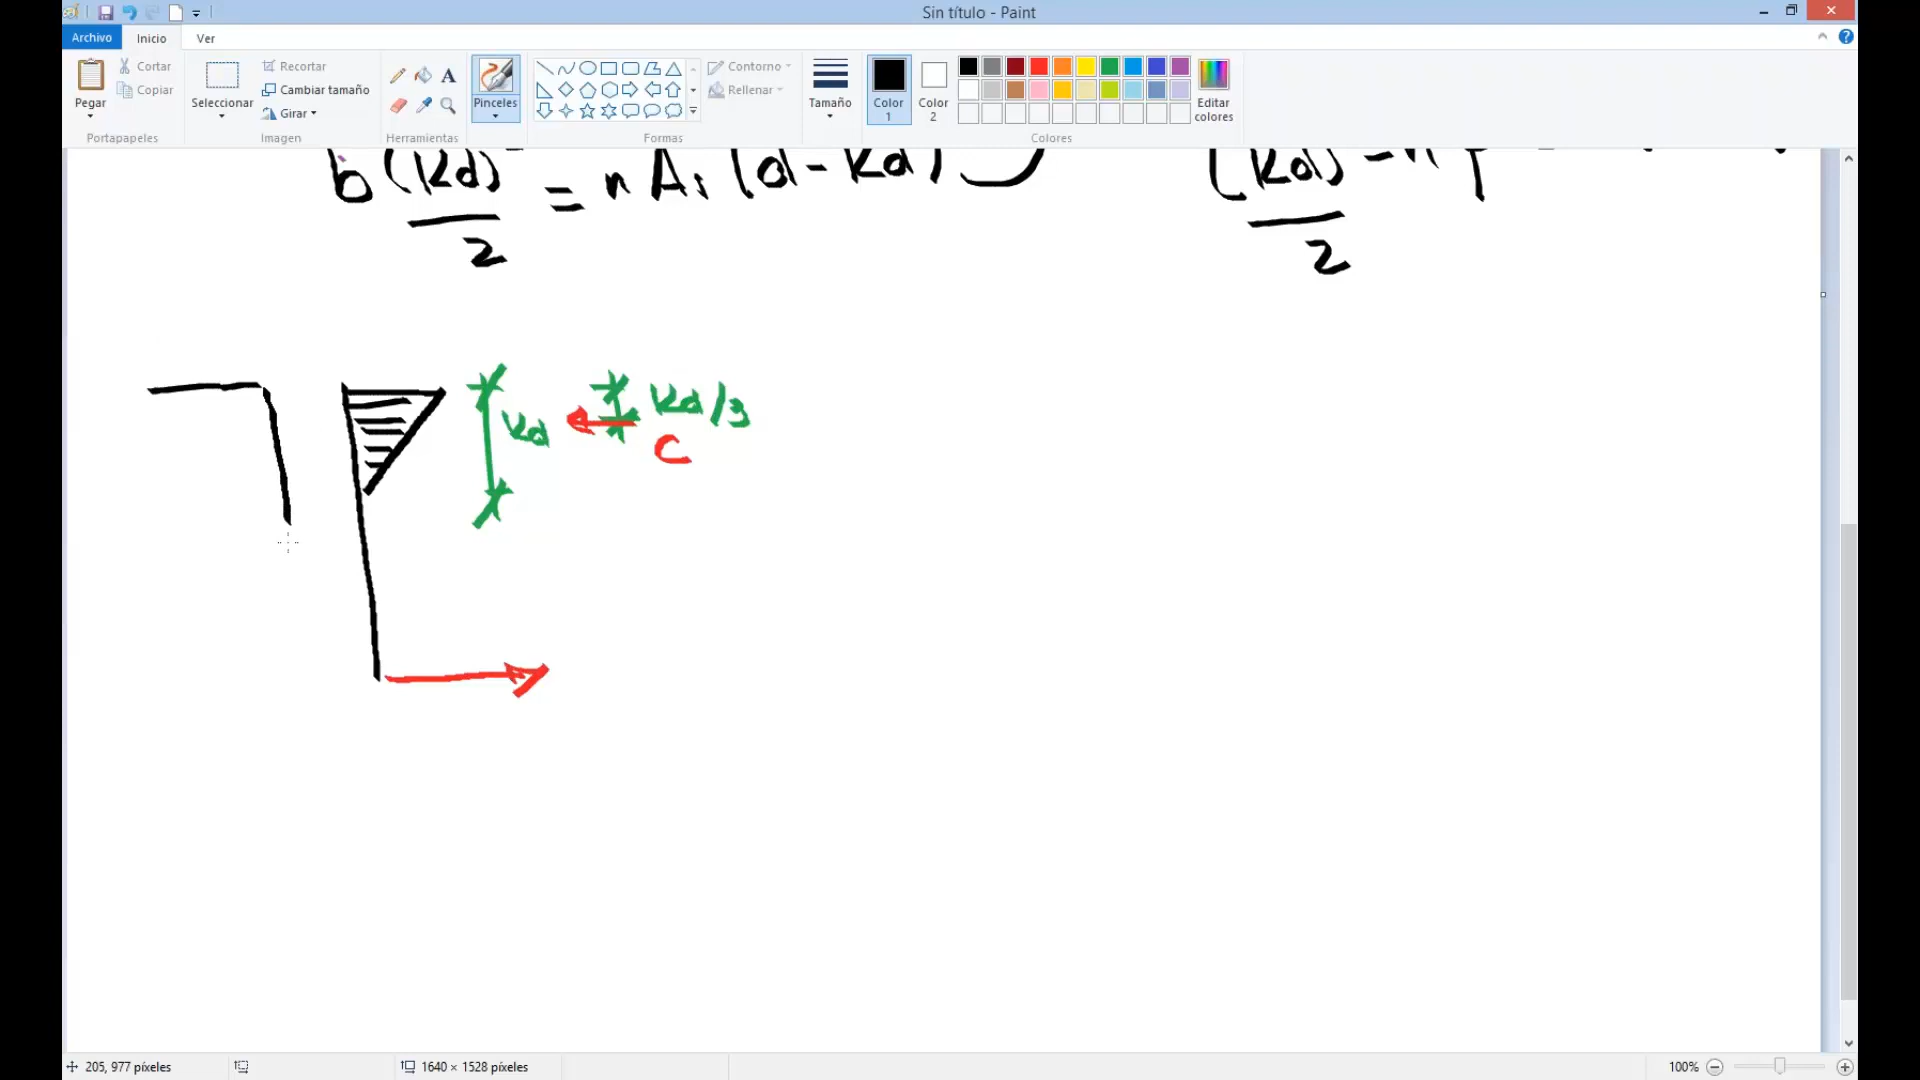 Sin título - Paint
Archivo Inicio Ver
Pegar Cortar Copiar Portapapeles
Seleccionar Recortar Cambiar tamaño Girar Imagen
A Herramientas
Pinceles
Formas
Contorno Rellenar
Tamaño
Color 1 Color 2 Editar colores Colores
b (kd) = n As (d - kd)
2
(kd) - n
2
kd
kd/3
C
205, 977 píxeles
1640 × 1528 píxeles
100%